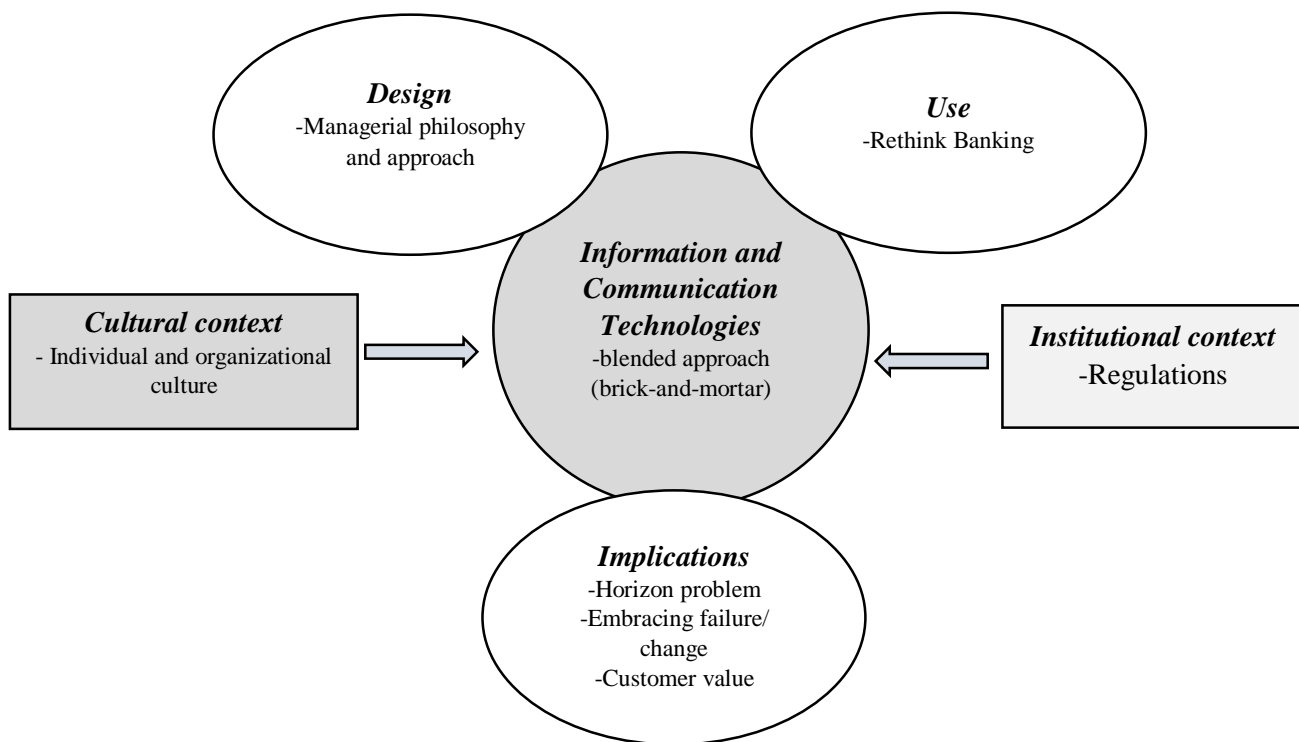 Design
-Managerial philosophy
and approach
Use
-Rethink Banking
Information and
Communication
Technologies
-blended approach
(brick-and-mortar)
Cultural context
- Individual and organizational
culture
Institutional context
-Regulations
Implications
-Horizon problem
-Embracing failure/
change
-Customer value